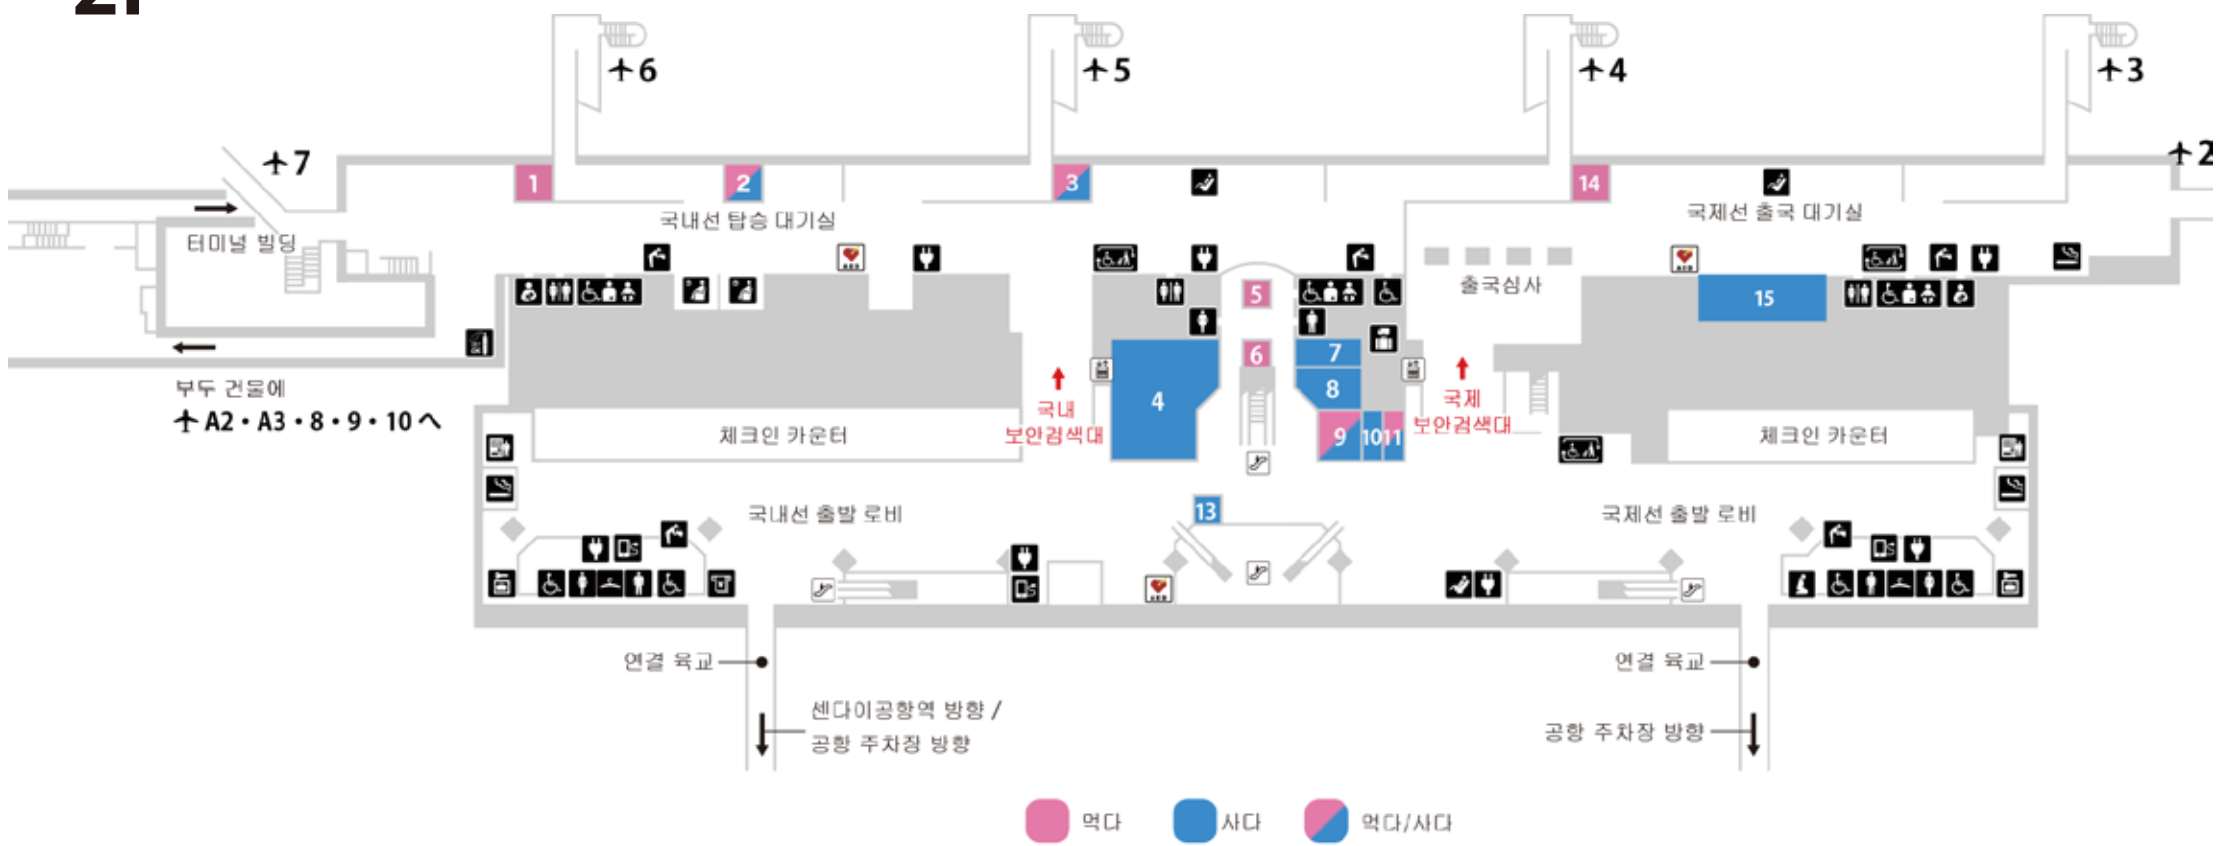 6
5
4
3
7
2
1
2
3
14
국내선 탑승 대기실
국제선 출국 대기실
터미널 빌딩
출국심사
5
15
6
7
8
4
부두 건물에
A2・A3・8・9・10 へ
국내
보안검색대
국제
보안검색대
체크인 카운터
9
10
11
체크인 카운터
국내선 출발 로비
13
국제선 출발 로비
연결 육교
연결 육교
센다이공항역 방향 /
공항 주차장 방향
공항 주차장 방향
먹다
사다
먹다/사다